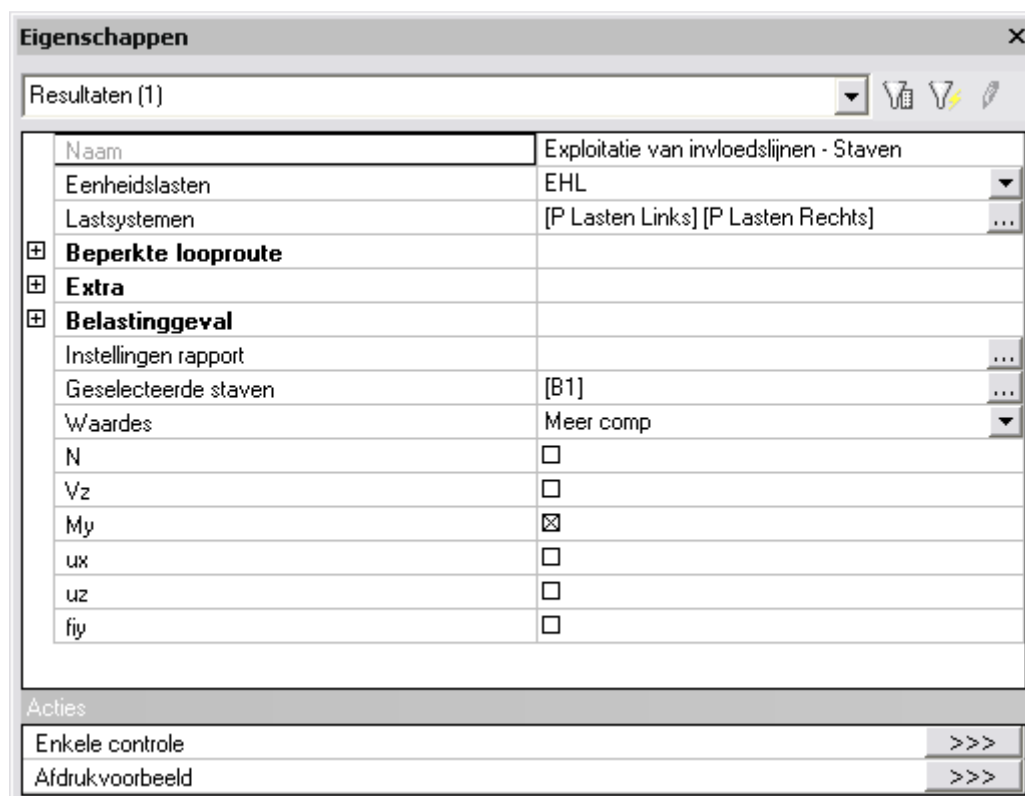 Eigenschappen
Resultaten (1)
Naam Exploitatie van invloedslijnen - Staven
Eenheidslasten EHL
Lastsystemen [P Lasten Links] [P Lasten Rechts] ...
Beperkte looproute
Extra
Belastinggeval
Instellingen rapport ...
Geselecteerde staven [B1] ...
Waardes Meer comp
N
Vz
My
ux
uz
fiy
Acties
Enkele controle >>>
Afdrukvoorbeeld >>>